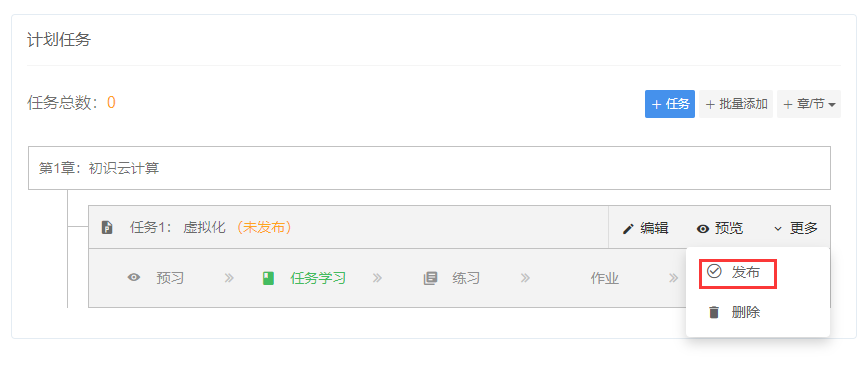 计划任务
任务总数：0
+ 任务 + 批量添加 + 章/节
第1章：初识云计算
任务1： 虚拟化 （未发布） 编辑 预览 更多
预习 » 任务学习 » 练习 » 作业 »
发布
删除